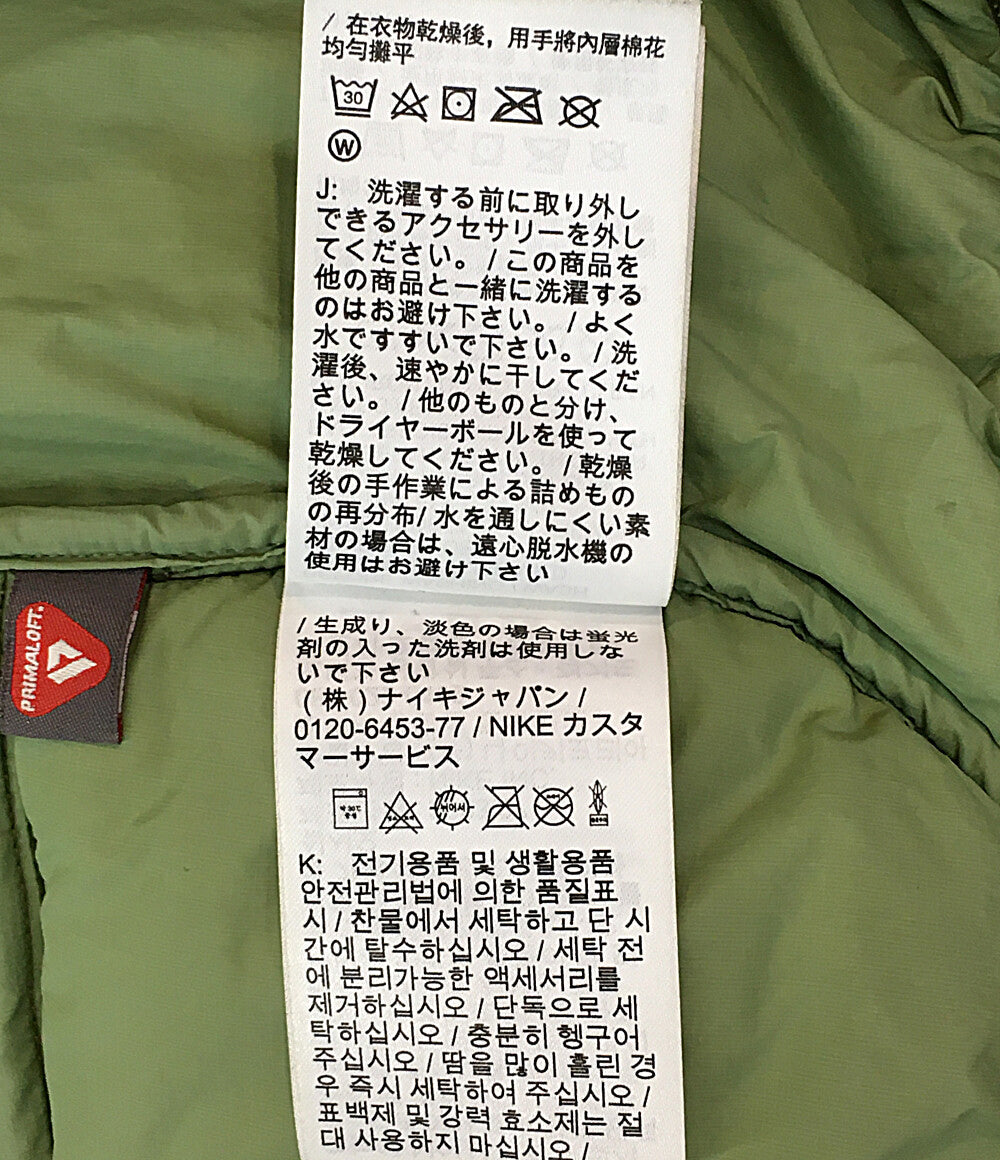 / 在衣物乾燥後，用手將內層棉花
均勻攤平
30
W
J: 洗濯する前に取り外し
できるアクセサリーを外し
てください。 / この商品を
他の商品と一緒に洗濯する
のはお避け下さい。 / よく
水ですすいで下さい。 / 洗
濯後、速やかに干してくだ
さい。 / 他のものと分け、
ドライヤーボールを使って
乾燥してください。 / 乾燥
後の手作業による詰めもの
の再分布/ 水を通しにくい素
材の場合は、遠心脱水機の
使用はお避け下さい
/ 生成り、淡色の場合は蛍光
剤の入った洗剤は使用しな
いで下さい
（株）ナイキジャパン /
0120-6453-77 / NIKE カスタ
マーサービス
K: 전기용품 및 생활용품
안전관리법에 의한 품질표
시 / 찬물에서 세탁하고 단 시
간에 탈수하십시오 / 세탁 전
에 분리가능한 액세서리를
제거하십시오 / 단독으로 세
탁하십시오 / 충분히 헹구어
주십시오 / 땀을 많이 흘린 경
우 즉시 세탁하여 주십시오 /
표백제 및 강력 효소제는 절
대 사용하지 마십시오 /
PRIMALOFT.